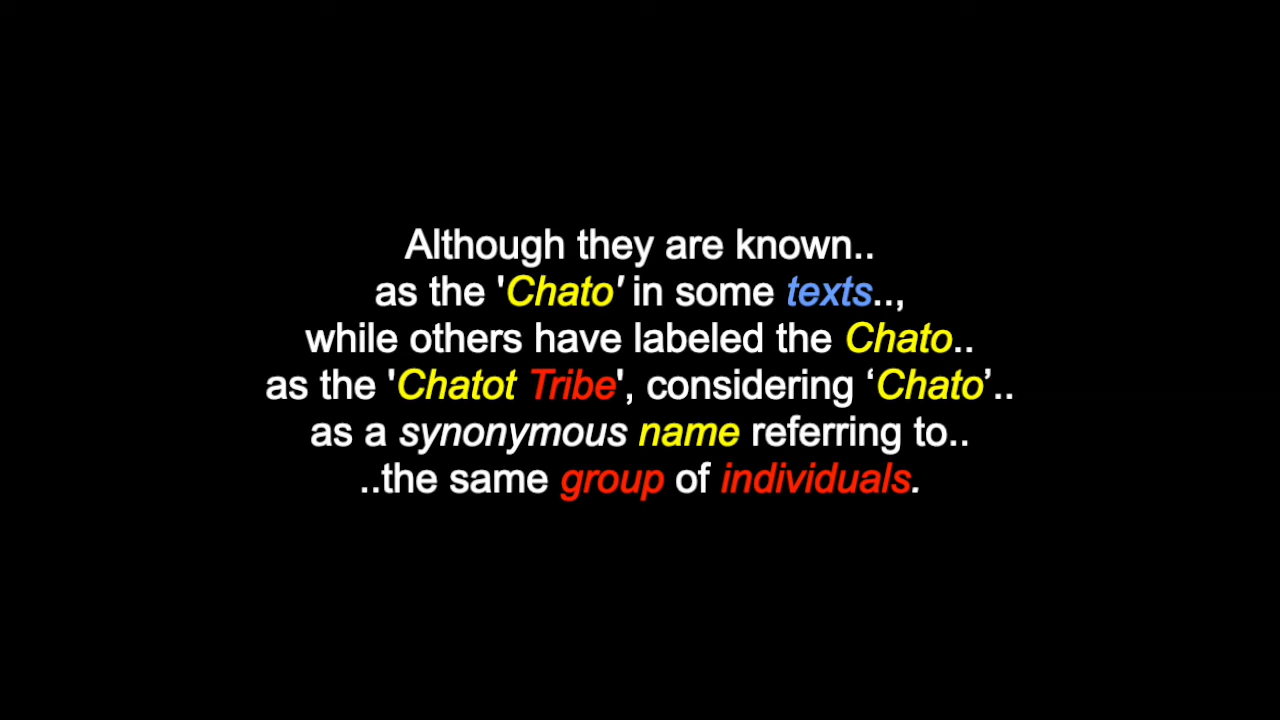 Although they are known..
as the 'Chato' in some texts..,
while others have labeled the Chato..
as the 'Chatot Tribe', considering ‘Chato’..
as a synonymous name referring to..
..the same group of individuals.